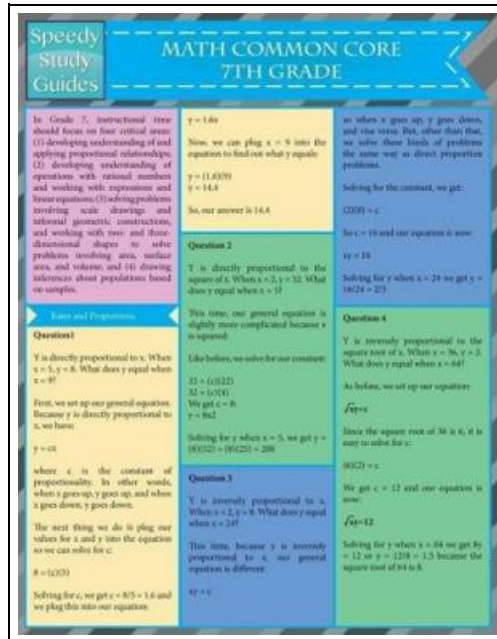 Speedy
Study
Guides
MATH COMMON CORE
7TH GRADE
In Grade 7, instructional time
should focus on four critical areas:
(1) developing understanding of and
applying proportional relationships;
(2) developing understanding of
operations with rational numbers
and working with expressions and
linear equations; (3) solving problems
involving scale drawings and
informal geometric constructions,
and working with two- and three-
dimensional shapes to solve
problems involving area, surface
area, and volume; and (4) drawing
inferences about populations based
on samples.
Rates and Proportions
Question1
Y is directly proportional to x. When
x = 5, y = 8. What does y equal when
x = 9?
First, we set up our general equation.
Because y is directly proportional to
x, we have:
y = cx
where c is the constant of
proportionality. In other words,
when x goes up, y goes up, and when
x goes down, y goes down.
The next thing we do is plug our
values for x and y into the equation
so we can solve for c:
8 = (c)(5)
Solving for c, we get c = 8/5 = 1.6 and
we plug this into our equation:
y = 1.6x
Now, we can plug x = 9 into the
equation to find out what y equals:
y = (1.6)(9)
y = 14.4
So, our answer is 14.4
Question 2
Y is directly proportional to the
square of x. When x = 2, y = 32. What
does y equal when x = 5?
This time, our general equation is
slightly more complicated because x
is squared:
Like before, we solve for our constant:
32 = (c)(22)
32 = (c)(4)
We get c = 8:
y = 8x2
Solving for y when x = 5, we get y =
(8)(52) = (8)(25) = 200
Question 3
Y is inversely proportional to x.
When x = 2, y = 8. What does y equal
when x = 24?
This time, because y is inversely
proportional to x, our general
equation is different:
xy = c
so when x goes up, y goes down,
and vise versa. But, other than that,
we solve these kinds of problems
the same way as direct proportion
problems.
Solving for the constant, we get:
(2)(8) = c
So c = 16 and our equation is now:
xy = 16
Solving for y when x = 24 we get y =
16/24 = 2/3
Question 4
Y is inversely proportional to the
square root of x. When x = 36, y = 2.
What does y equal when x = 64?
As before, we set up our equation:
√xy=c
Since the square root of 36 is 6, it is
easy to solve for c:
(6)(2) = c
We get c = 12 and our equation is
now:
√xy=12
Solving for y when x = 64 we get 8y
= 12 or y = 12/8 = 1.5 because the
square root of 64 is 8.